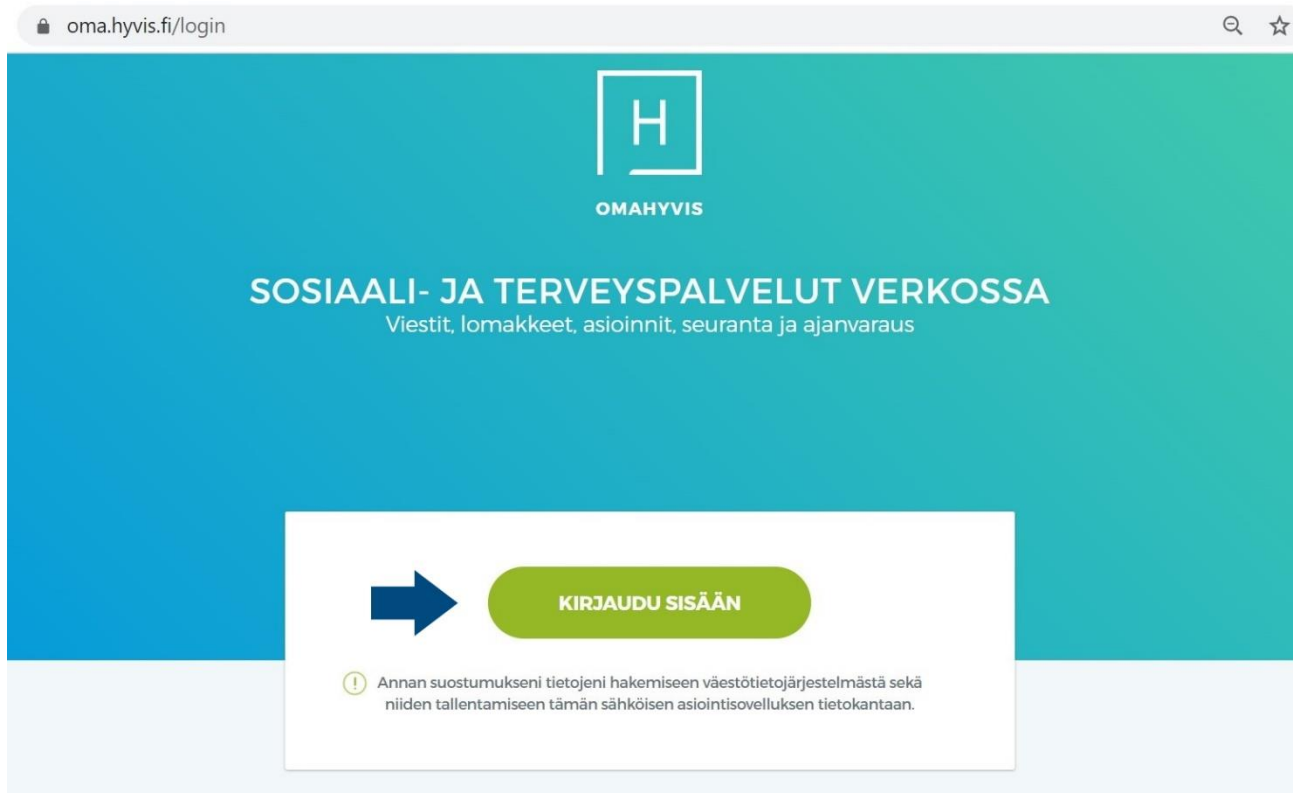 oma.hyvis.fi/login
H
OMAHYVIS
SOSIAALI- JA TERVEYSPALVELUT VERKOSSA
Viestit, lomakkeet, asioinnit, seuranta ja ajanvaraus
KIRJAUDU SISÄÄN
! Annan suostumukseni tietojeni hakemiseen väestötietojärjestelmästä sekä
niiden tallentamiseen tämän sähköisen asiointisovelluksen tietokantaan.